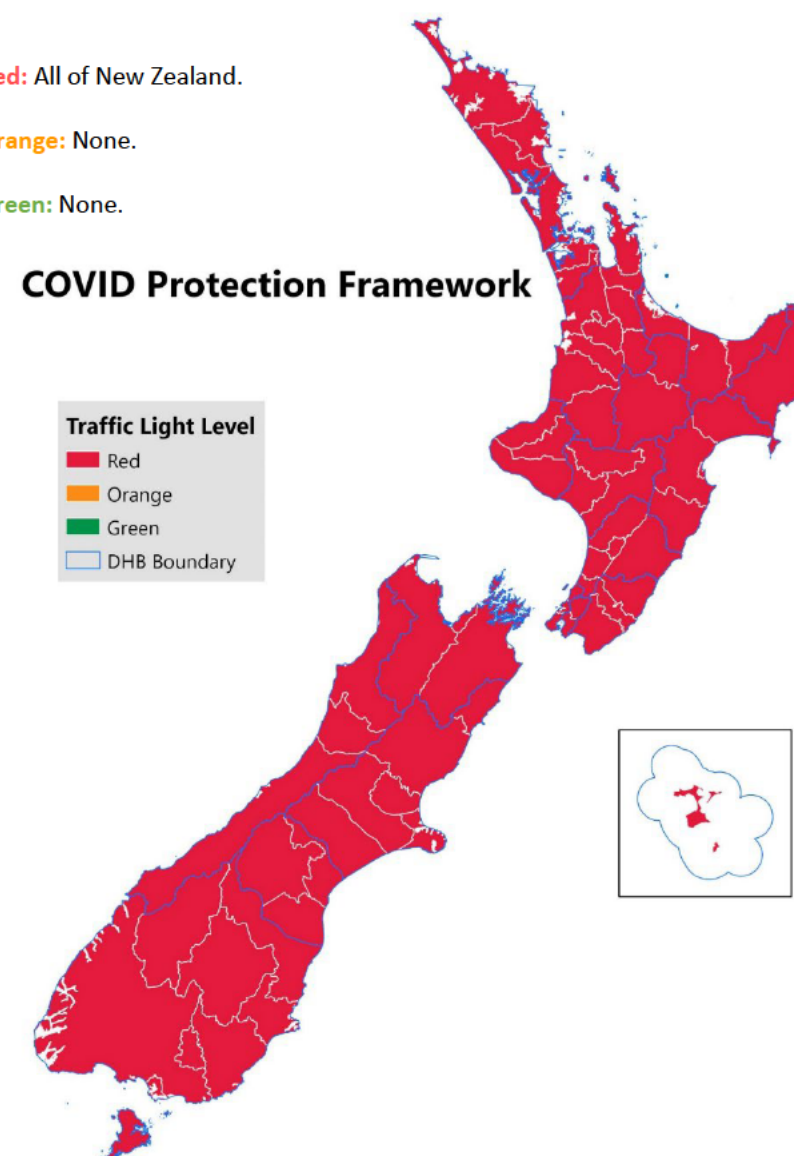 ed: All of New Zealand.
range: None.
reen: None.
COVID Protection Framework
Traffic Light Level
Red
Orange
Green
DHB Boundary